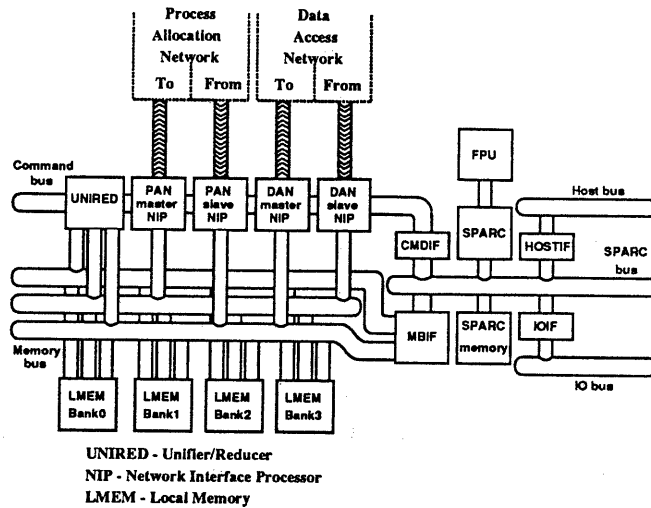 Process
Allocation
Network
To
From
Data
Access
Network
To
From
Command
bus
UNIRED
PAN
master
NIP
PAN
slave
NIP
DAN
master
NIP
DAN
slave
NIP
FPU
SPARC
CMDIF
HOSTIF
Host bus
SPARC
bus
MBIF
SPARC
memory
IOIF
IO bus
Memory
bus
LMEM
Bank0
LMEM
Bank1
LMEM
Bank2
LMEM
Bank3
UNIRED - Unifier/Reducer
NIP - Network Interface Processor
LMEM - Local Memory